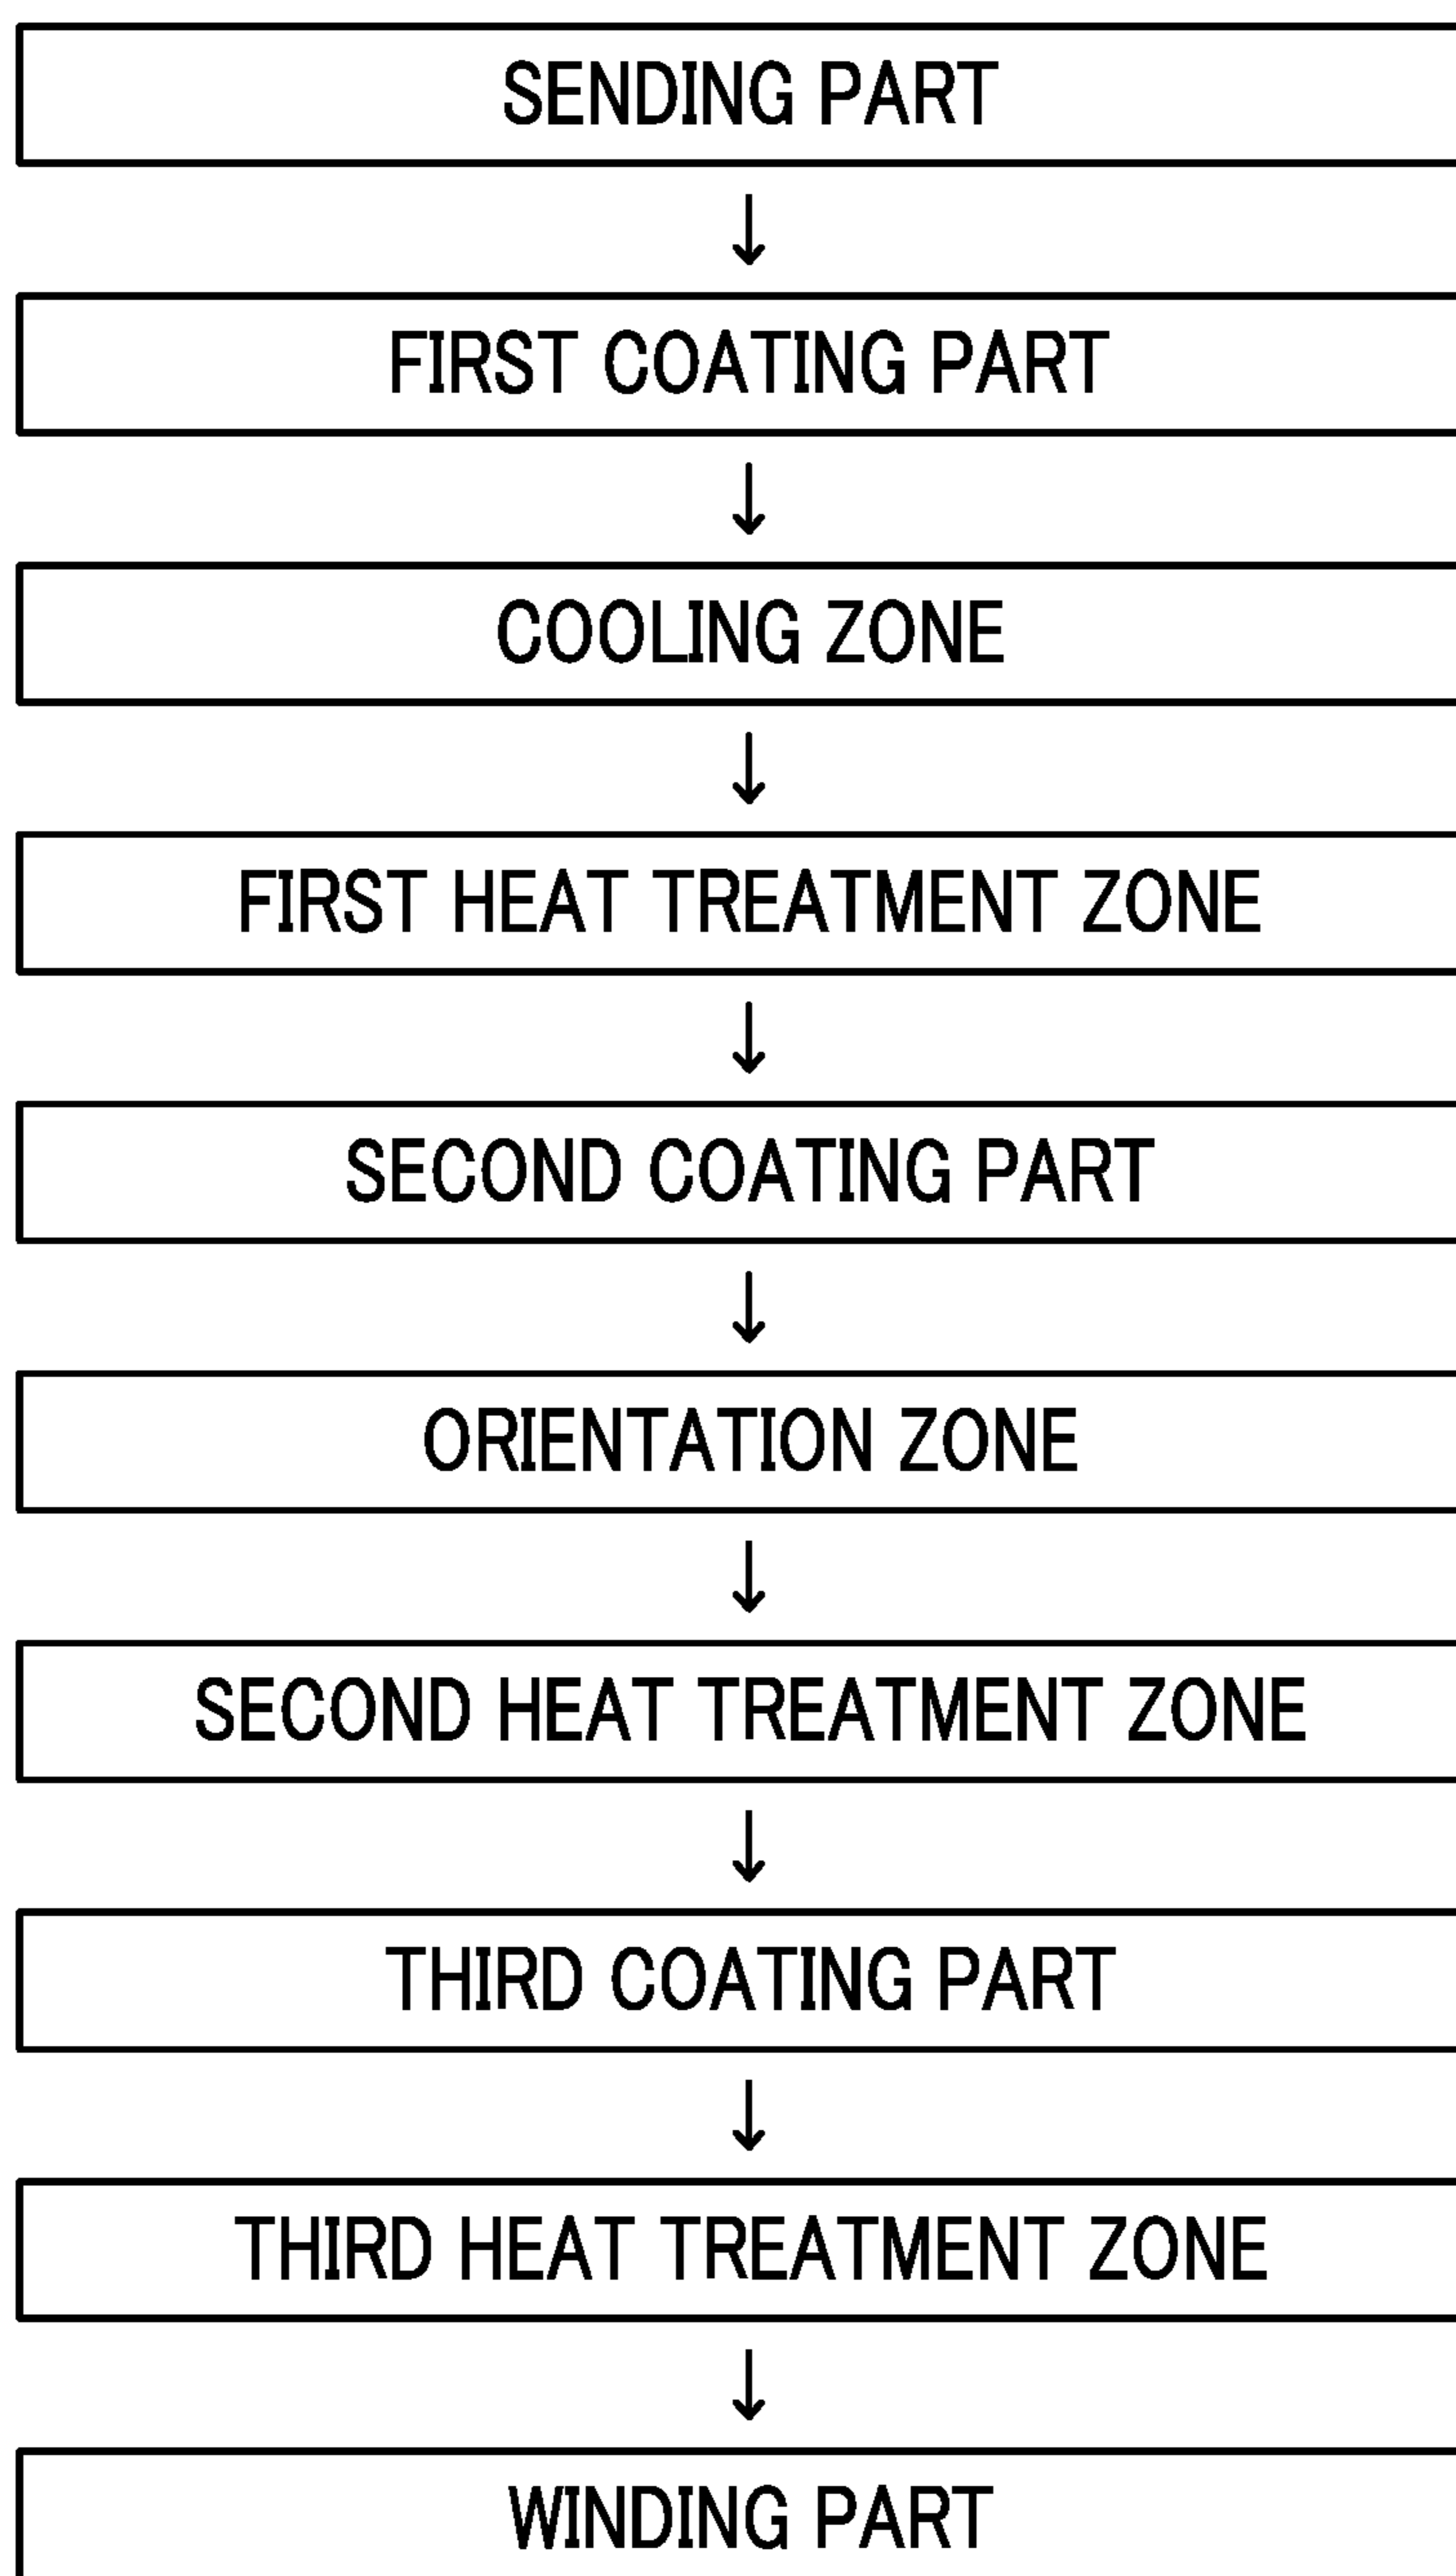 SENDING PART
↓
FIRST COATING PART
↓
COOLING ZONE
↓
FIRST HEAT TREATMENT ZONE
↓
SECOND COATING PART
↓
ORIENTATION ZONE
↓
SECOND HEAT TREATMENT ZONE
↓
THIRD COATING PART
↓
THIRD HEAT TREATMENT ZONE
↓
WINDING PART